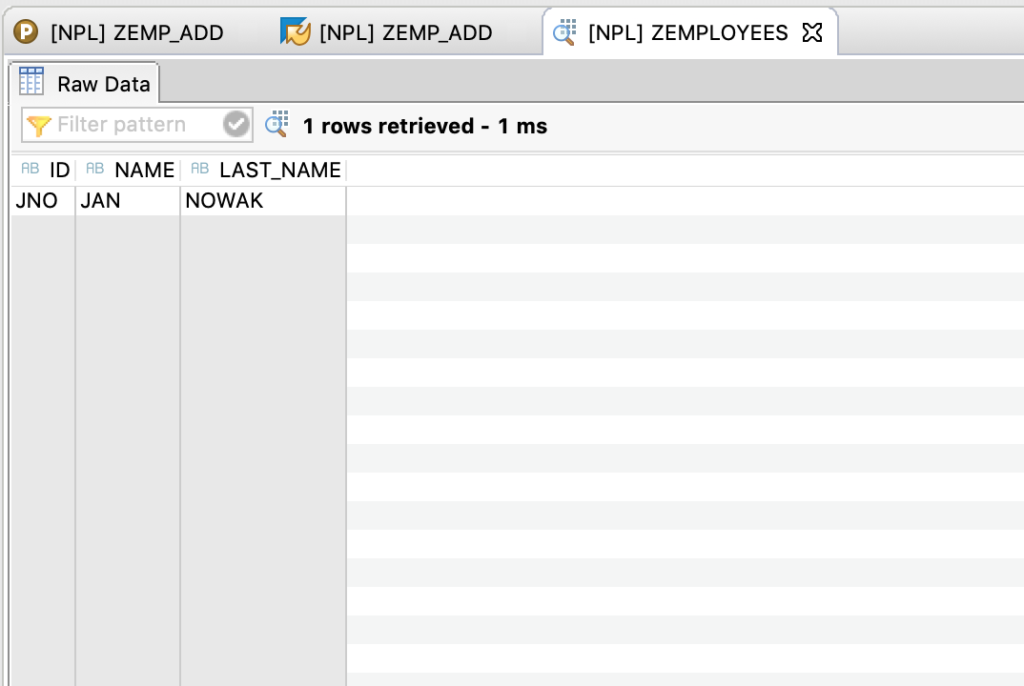 P [NPL] ZEMP_ADD [NPL] ZEMP_ADD [NPL] ZEMPLOYEES
Raw Data
Filter pattern 1 rows retrieved - 1 ms
AB ID AB NAME AB LAST_NAME
JNO JAN NOWAK